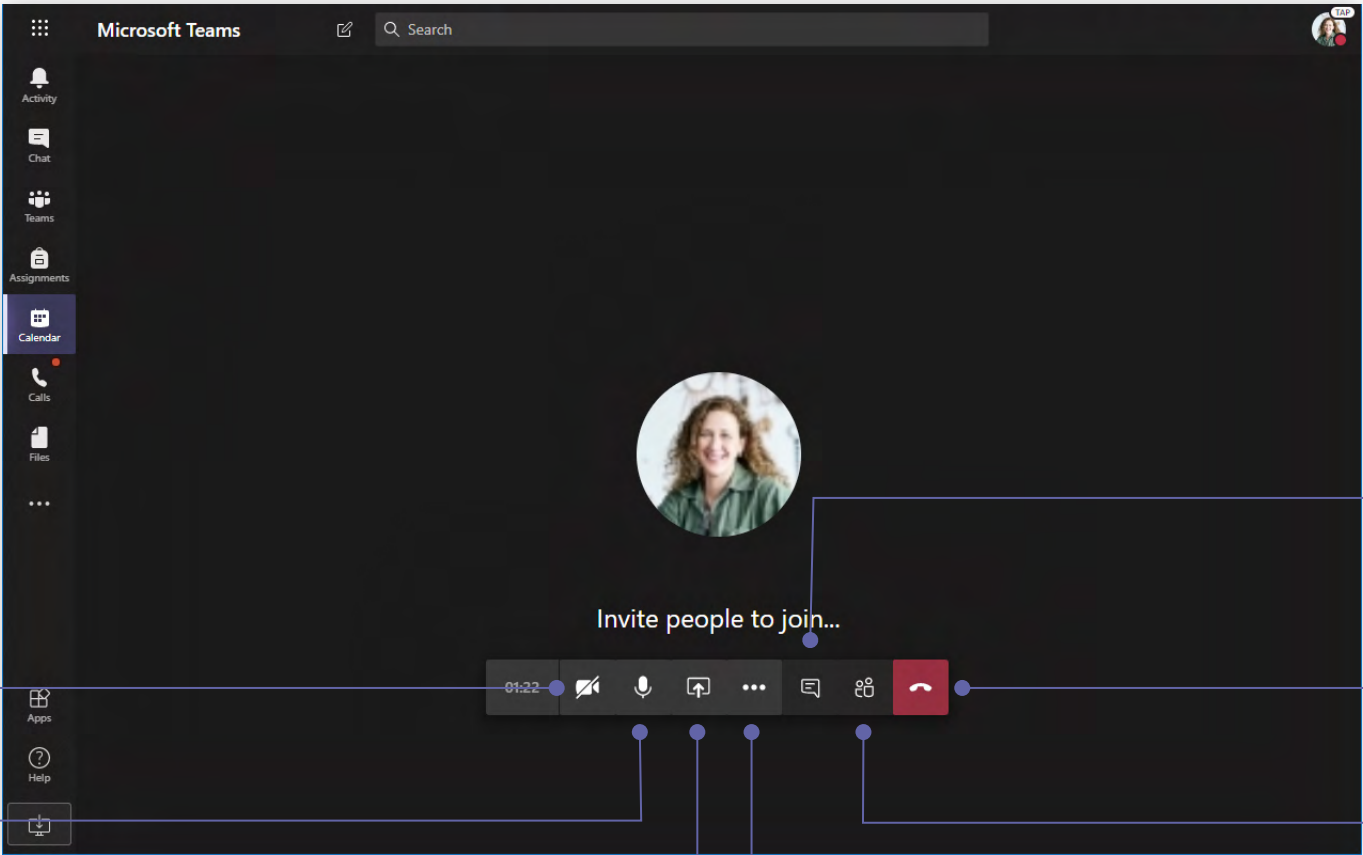 Microsoft Teams
Search
TAP
Activity
Chat
Teams
Assignments
Calendar
Calls
Files
Invite people to join...
01:22
Apps
Help